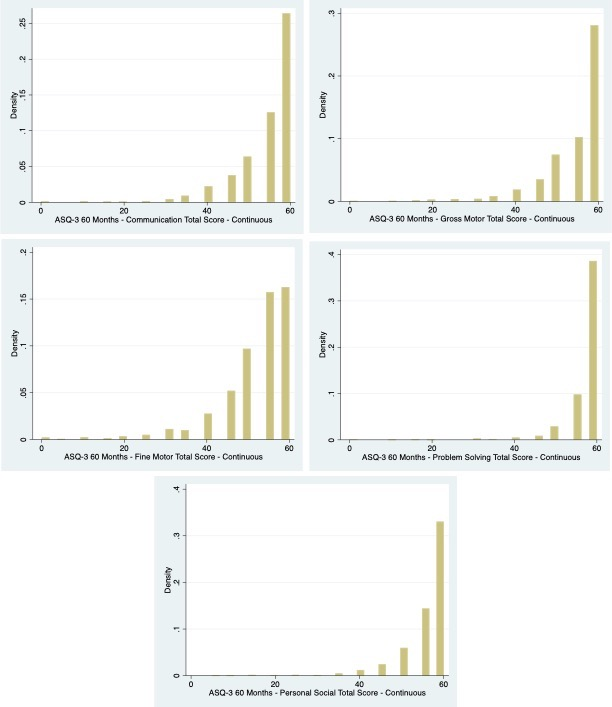 Density
.25
.2
.15
.1
.05
0
0 20 40 60
ASQ-3 60 Months - Communication Total Score - Continuous
Density
.3
.2
.1
0
0 20 40 60
ASQ-3 60 Months - Gross Motor Total Score - Continuous
Density
.2
.15
.1
.05
0
0 20 40 60
ASQ-3 60 Months - Fine Motor Total Score - Continuous
Density
.4
.3
.2
.1
0
0 20 40 60
ASQ-3 60 Months - Problem Solving Total Score - Continuous
Density
.4
.3
.2
.1
0
0 20 40 60
ASQ-3 60 Months - Personal Social Total Score - Continuous